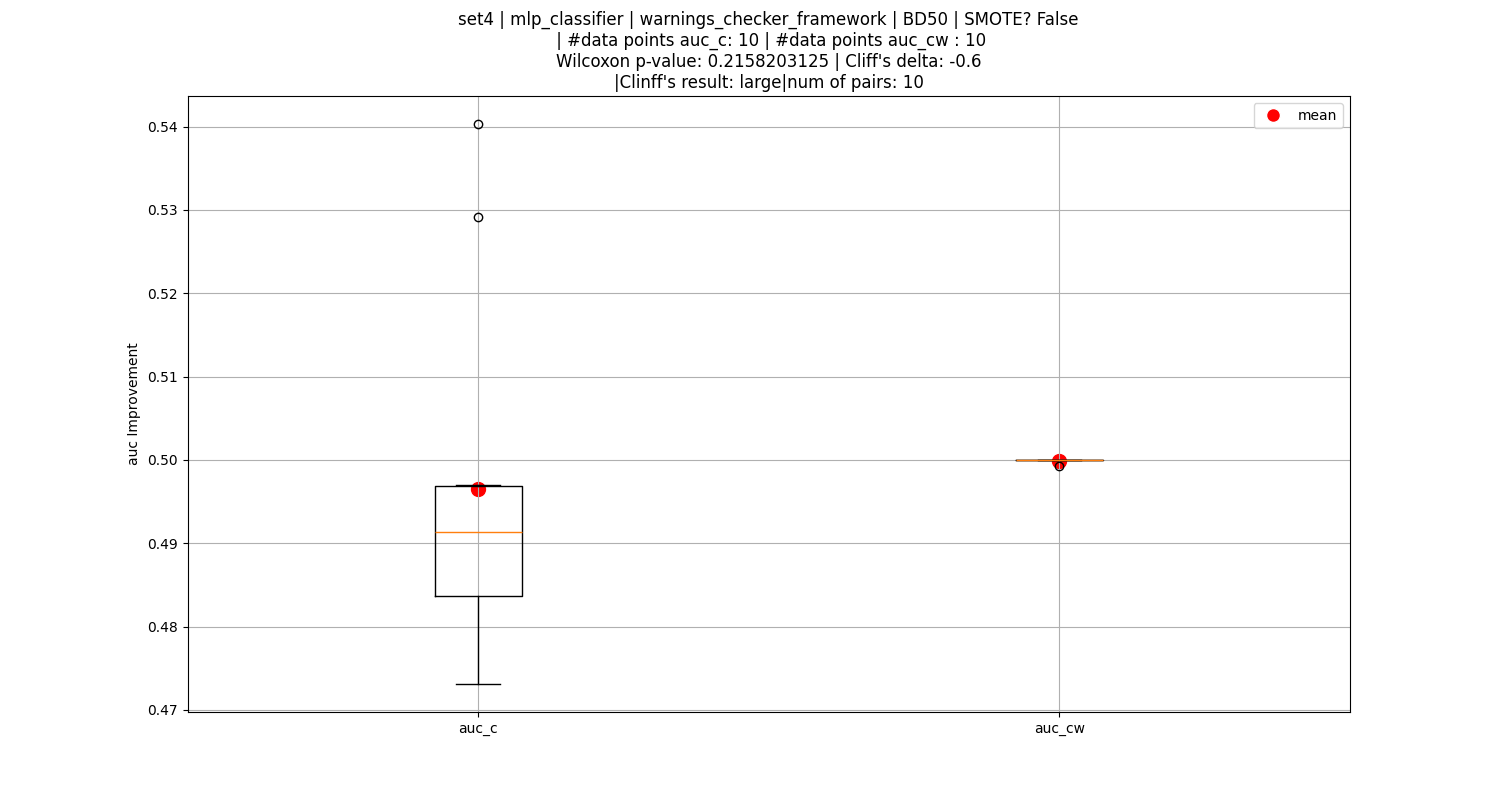 set4 | mlp_classifier | warnings_checker_framework | BD50 | SMOTE? False
| #data points auc_c: 10 | #data points auc_cw : 10
Wilcoxon p-value: 0.2158203125 | Cliff's delta: -0.6
|Clinff's result: large|num of pairs: 10
mean
0.54
0.53
0.52
0.51
0.50
0.49
0.48
0.47
auc Improvement
auc_c
auc_cw